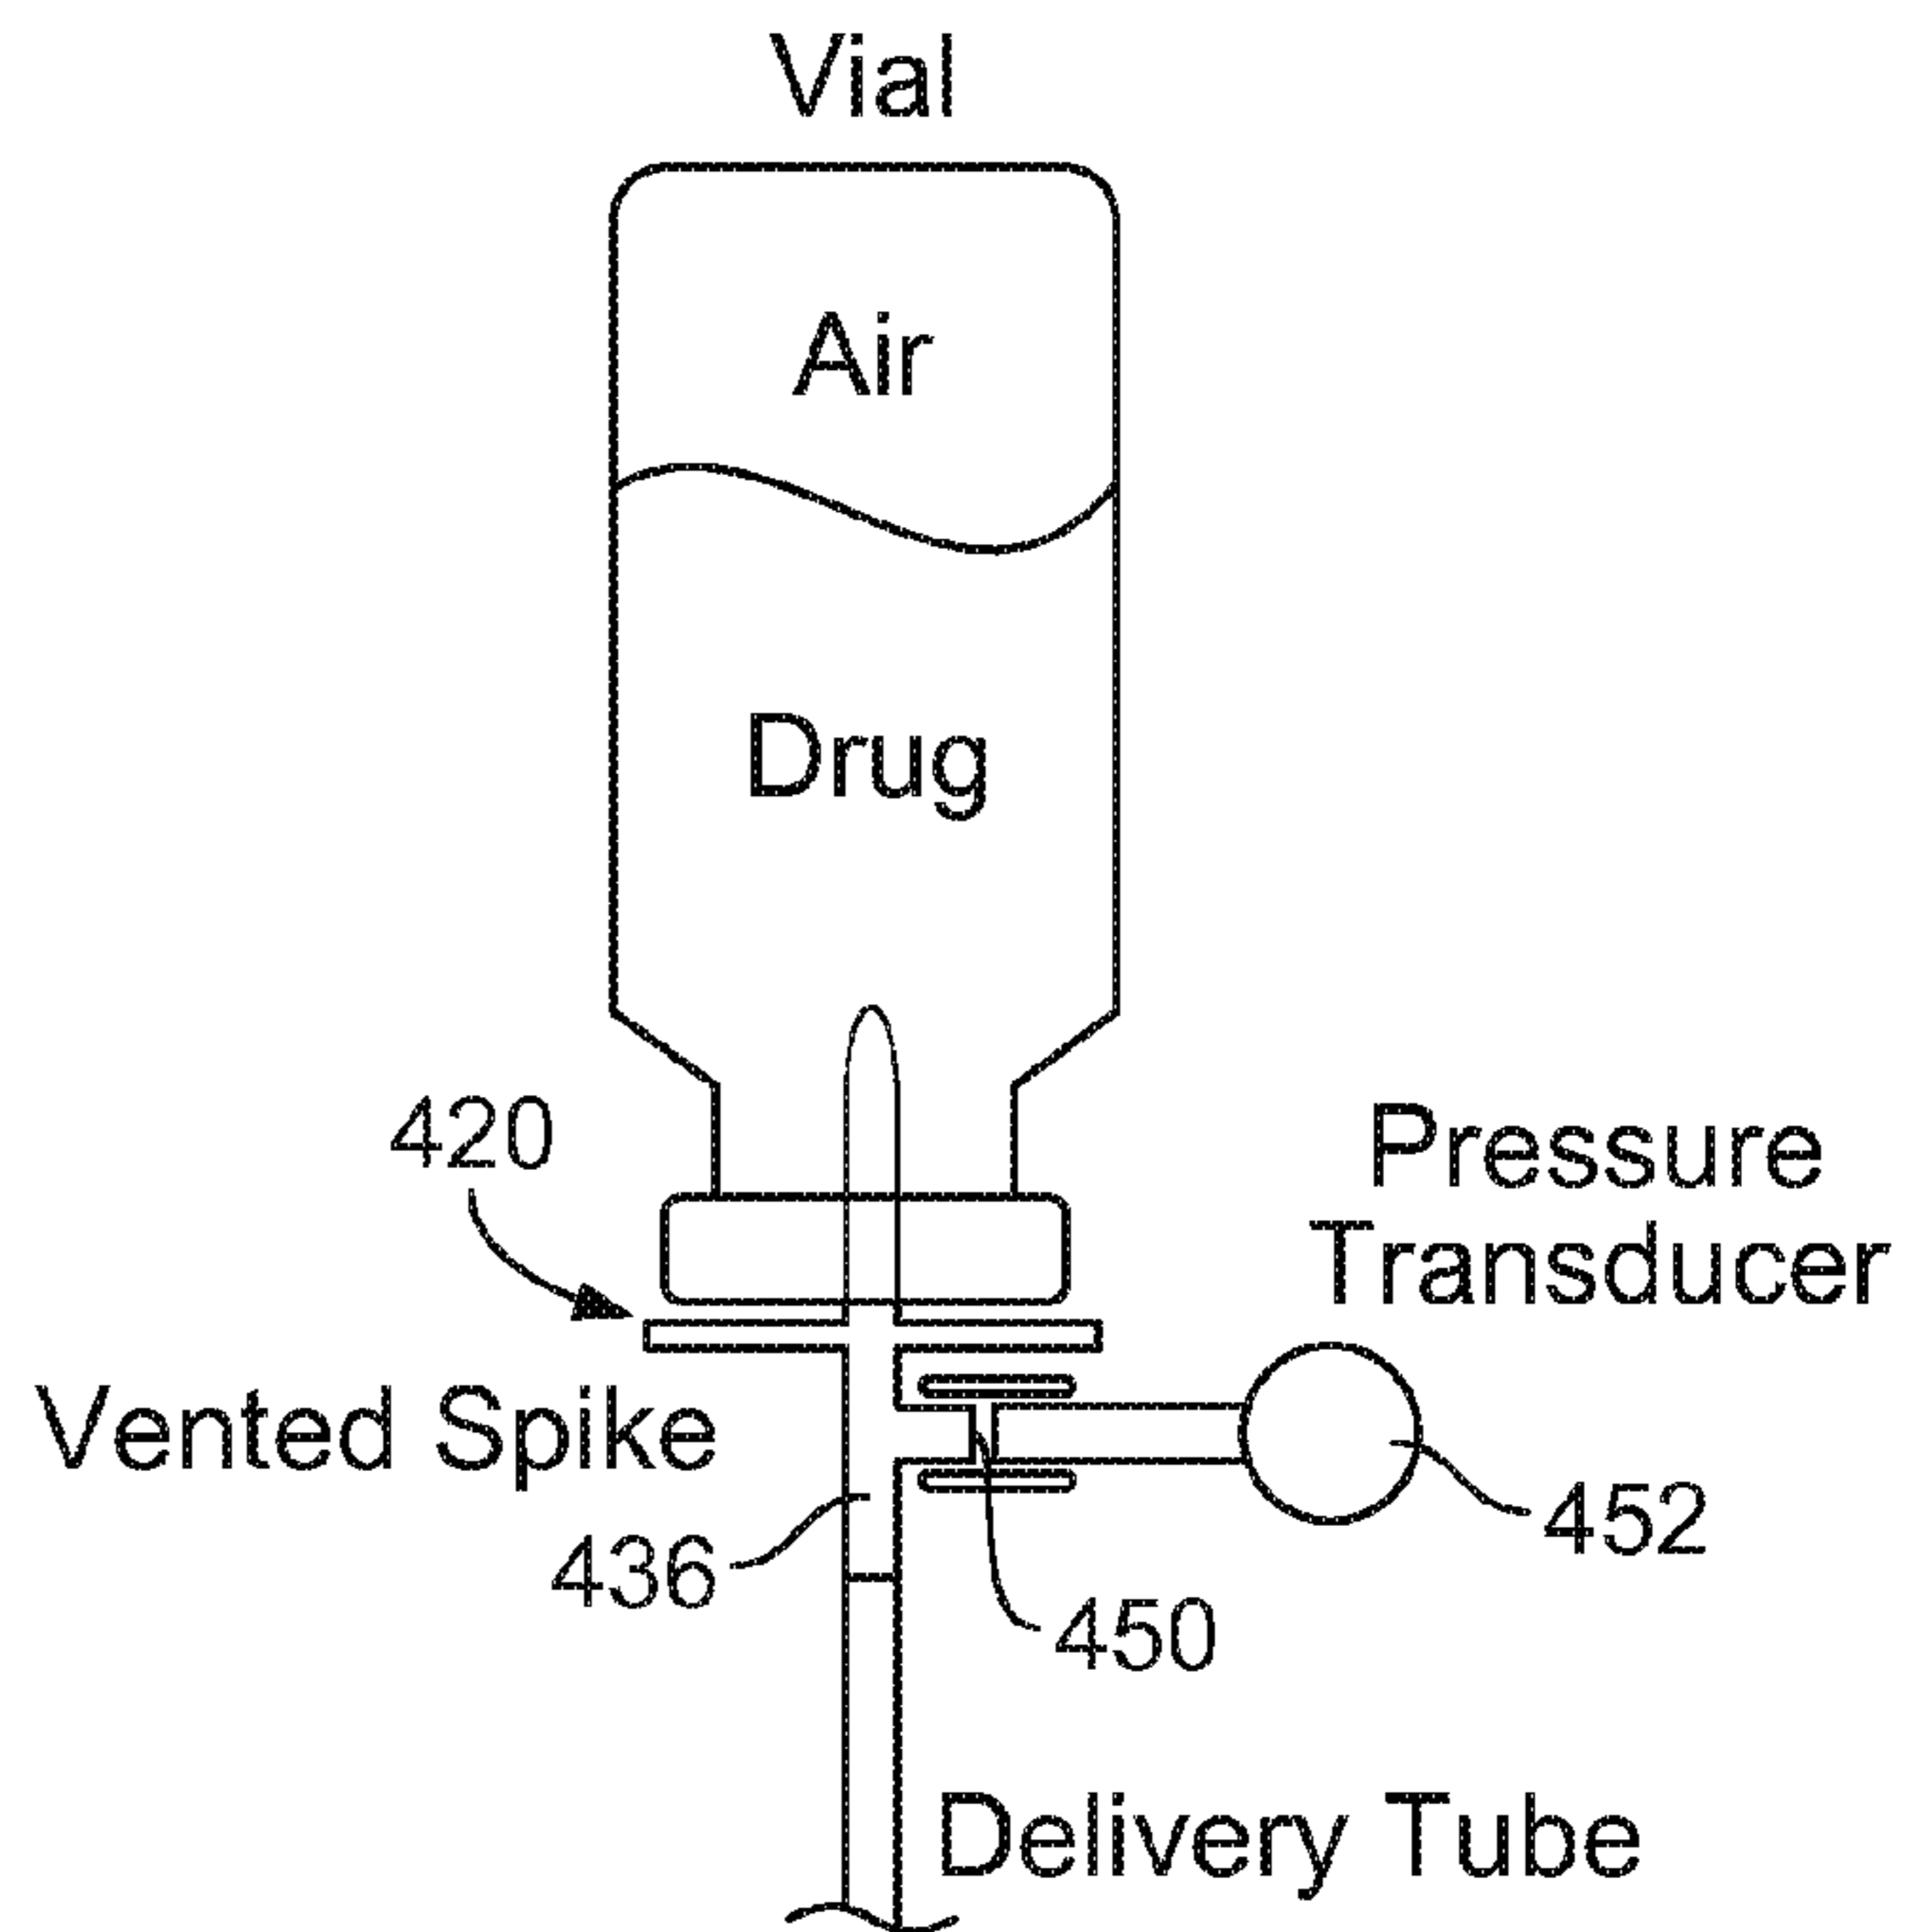 Vial
Air
Drug
420
Pressure
Transducer
Vented Spike
452
436
450
Delivery Tube